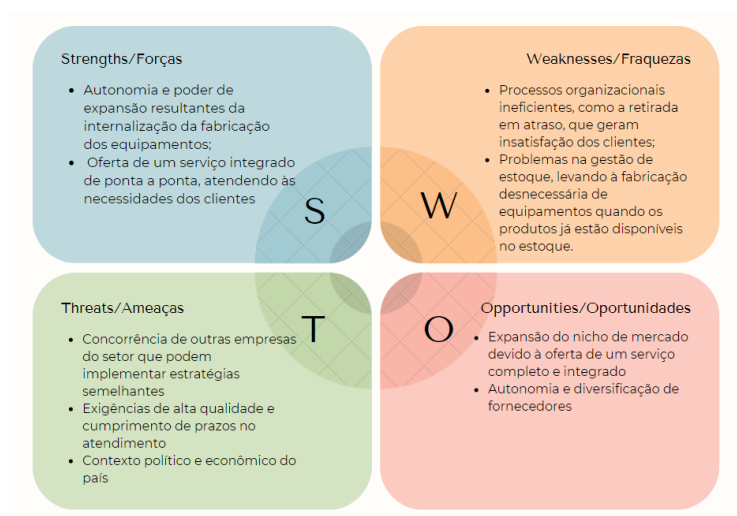 Strengths/Forças
• Autonomia e poder de
expansão resultantes da
internalização da fabricação
dos equipamentos;
• Oferta de um serviço integrado
de ponta a ponta, atendendo às
necessidades dos clientes
S
Weaknesses/Fraquezas
• Processos organizacionais
ineficientes, como a retirada
em atraso, que geram
insatisfação dos clientes;
• Problemas na gestão de
estoque, levando à fabricação
desnecessária de
equipamentos quando os
produtos já estão disponíveis
no estoque.
W
Threats/Ameaças
• Concorrência de outras empresas
do setor que podem
implementar estratégias
semelhantes
• Exigências de alta qualidade e
cumprimento de prazos no
atendimento
• Contexto político e econômico do
país
T
Opportunities/Oportunidades
• Expansão do nicho de mercado
devido à oferta de um serviço
completo e integrado
• Autonomia e diversificação de
fornecedores
O